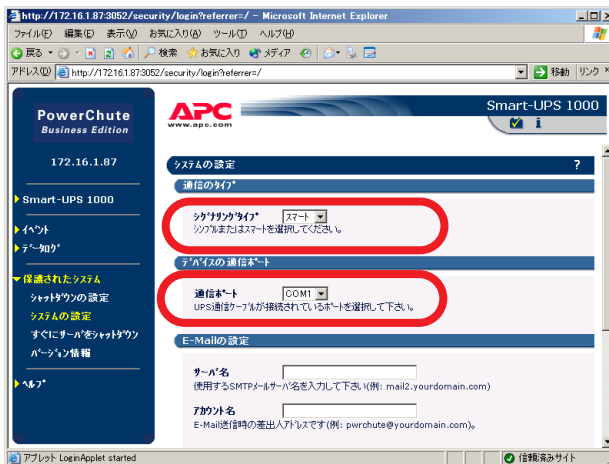 http://172.16.1.87:3052/security/login?referrer=/ - Microsoft Internet Explorer
ファイル(F) 編集(E) 表示(V) お気に入り(A) ツール(T) ヘルプ(H)
戻る 検索 お気に入り メディア
アドレス(D) http://172.16.1.87:3052/security/login?referrer=/ 移動 リンク »
PowerChute
Business Edition
172.16.1.87
Smart-UPS 1000
ｲﾍﾞﾝﾄ
ﾃﾞｰﾀﾛｸﾞ
保護されたｼｽﾃﾑ
ｼｬｯﾄﾀﾞｳﾝの設定
ｼｽﾃﾑの設定
すぐにｻｰﾊﾞをｼｬｯﾄﾀﾞｳﾝ
ﾊﾞｰｼﾞｮﾝ情報
ﾍﾙﾌﾟ
APC
www.apc.com
Smart-UPS 1000
i
ｼｽﾃﾑの設定 ?
通信のﾀｲﾌﾟ
ｼｸﾞﾅﾘﾝｸﾞﾀｲﾌﾟ ｽﾏｰﾄ
ｼﾝﾌﾟﾙまたはｽﾏｰﾄを選択してください。
ﾃﾞﾊﾞｲｽの通信ﾎﾟｰﾄ
通信ﾎﾟｰﾄ COM1
UPS通信ｹｰﾌﾞﾙが接続されているﾎﾟｰﾄを選択して下さい。
E-Mailの設定
ｻｰﾊﾞ名
使用するSMTPﾒｰﾙｻｰﾊﾞ名を入力して下さい(例: mail2.yourdomain.com)
ｱｶｳﾝﾄ名
E-Mail送信時の差出人ｱﾄﾞﾚｽです(例: pwrchute@yourdomain.com)。
アプレット LoginApplet started 信頼済みサイト